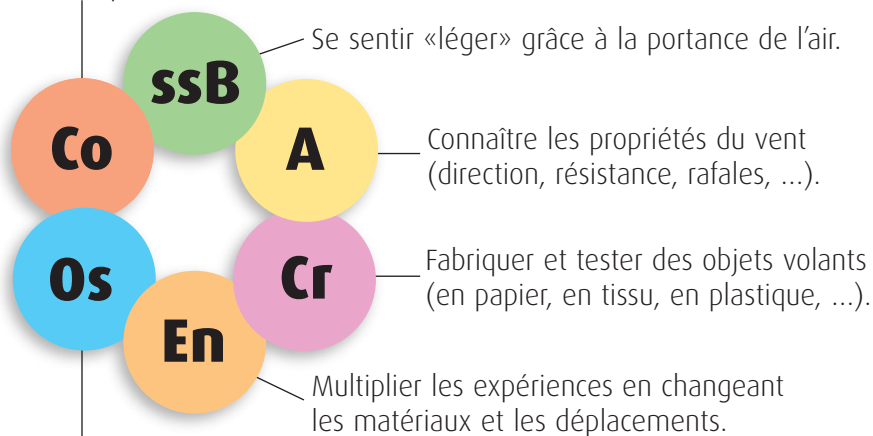 ssB
Se sentir «léger» grâce à la portance de l’air.
Co
A
Connaître les propriétés du vent
(direction, résistance, rafales, ...).
Os
Cr
Fabriquer et tester des objets volants
(en papier, en tissu, en plastique, ...).
En
Multiplier les expériences en changeant
les matériaux et les déplacements.